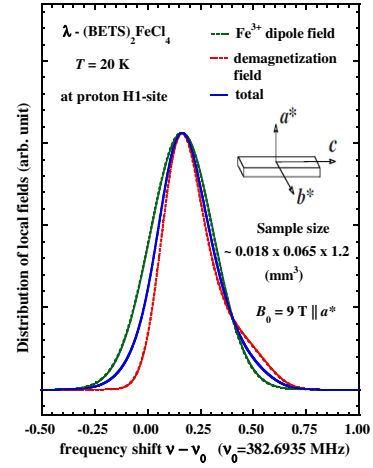 λ - (BETS)2FeCl4
T = 20 K
at proton H1-site
Fe3+ dipole field
demagnetization
field
total
a*
c
b*
Sample size
~ 0.018 x 0.065 x 1.2
(mm3)
B0 = 9 T || a*
Distribution of local fields (arb. unit)
-0.50 -0.25 0.00 0.25 0.50 0.75 1.00
frequency shift ν – ν0 (ν0=382.6935 MHz)